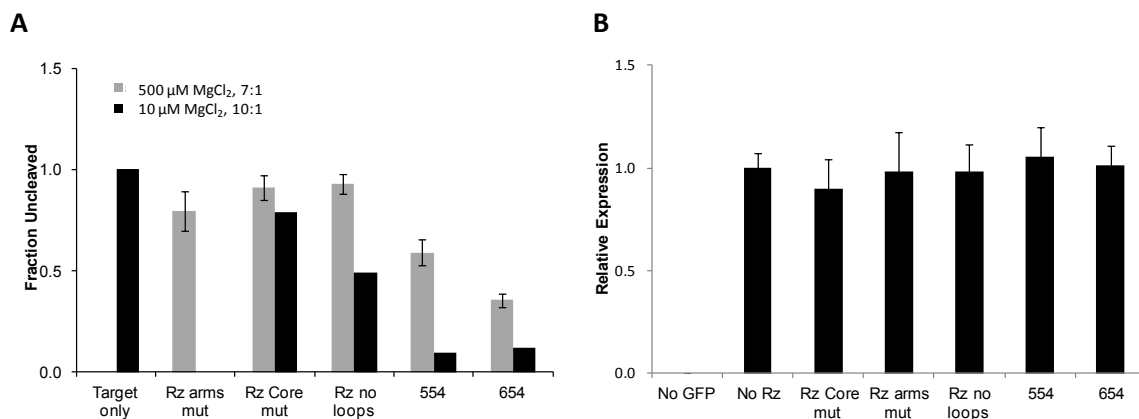 A
1.5
1.0
0.5
0.0
Fraction Uncleaved
500 µM MgCl₂, 7:1
10 µM MgCl₂, 10:1
Target only
Rz arms mut
Rz Core mut
Rz no loops
554
654
B
1.5
1.0
0.5
0.0
Relative Expression
No GFP
No Rz
Rz Core mut
Rz arms mut
Rz no loops
554
654